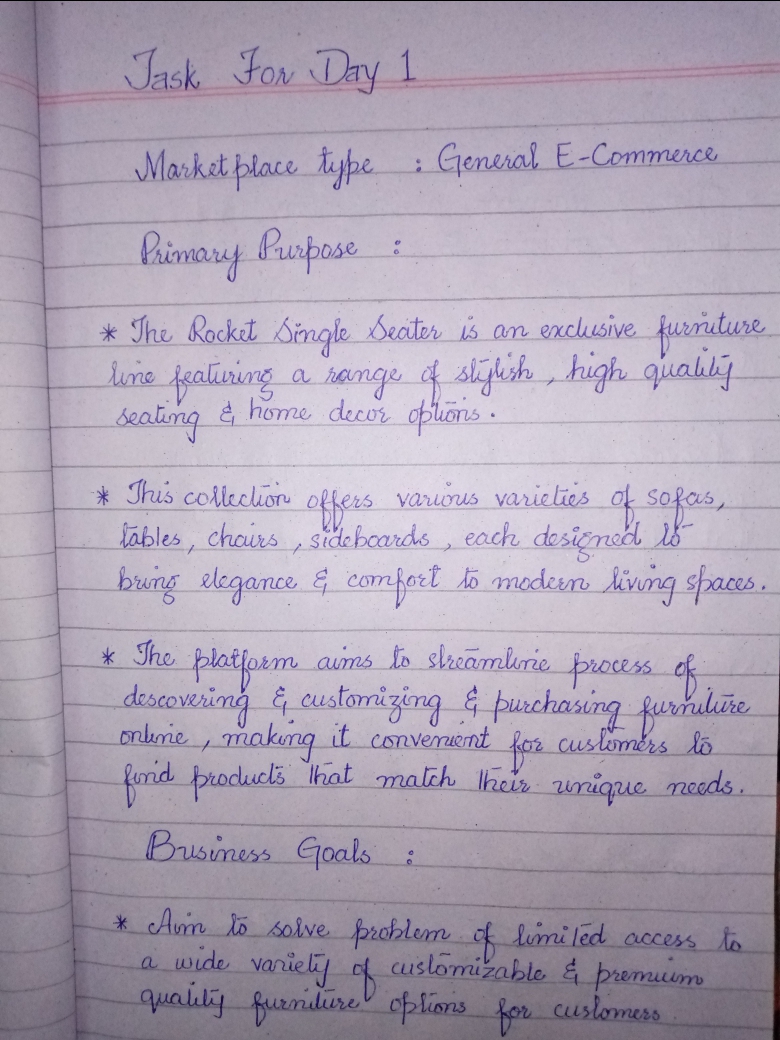 Task For Day 1
Marketplace type : General E-Commerce
Primary Purpose :
* The Rocket Single Seater is an exclusive furniture
line featuring a range of stylish , high quality
seating & home decor options.
* This collection offers various varieties of sofas,
tables, chairs , sideboards , each designed to
bring elegance & comfort to modern living spaces.
* The platform aims to streamline process of
descovering & customizing & purchasing furniture
online , making it convenient for customers to
find products that match their unique needs.
Business Goals :
* Aim to solve problem of limited access to
a wide variety of customizable & premium
quality furniture options for customers